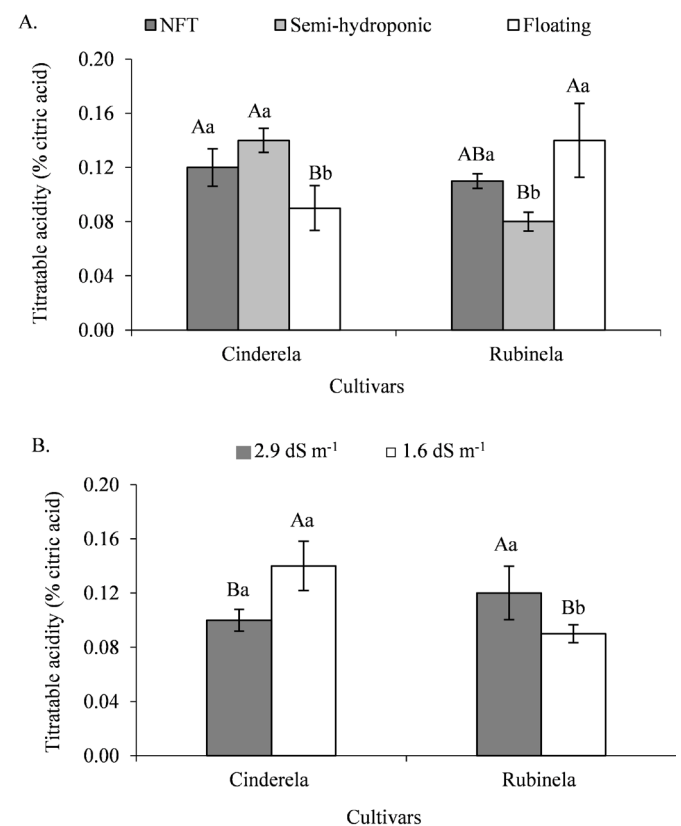 A.
NFT Semi-hydroponic Floating
Titratable acidity (% citric acid)
0.20
0.16
0.12
0.08
0.04
0.00
Aa Aa Bb ABa Bb Aa
Cinderela Rubinela
Cultivars
B.
2.9 dS m⁻¹ 1.6 dS m⁻¹
Titratable acidity (% citric acid)
0.20
0.16
0.12
0.08
0.04
0.00
Ba Aa Aa Bb
Cinderela Rubinela
Cultivars